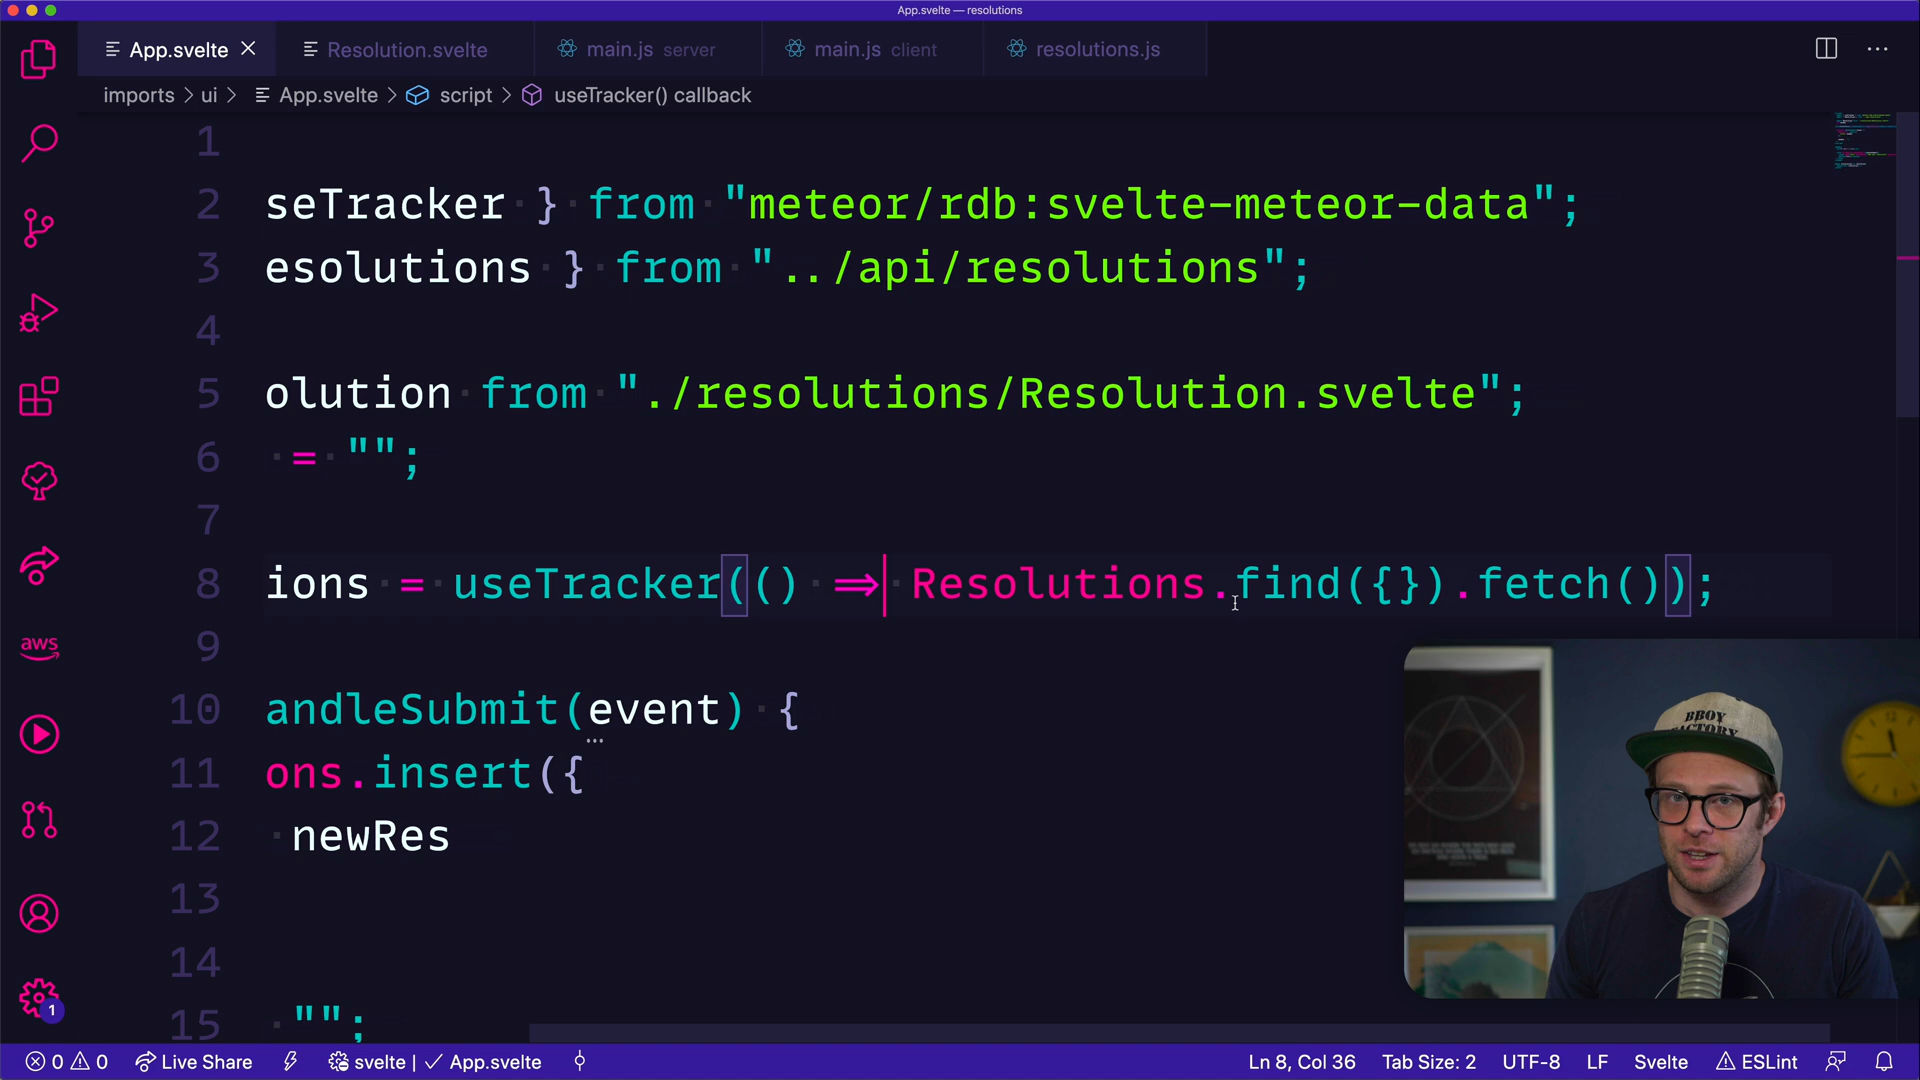 App.svelte — resolutions
App.svelte
Resolution.svelte
main.js server
main.js client
resolutions.js
imports > ui > App.svelte > script > useTracker() callback
1
2 seTracker } from "meteor/rdb:svelte-meteor-data";
3 esolutions } from "../api/resolutions";
4
5 olution from "./resolutions/Resolution.svelte";
6 = "";
7
8 ions = useTracker(() => Resolutions.find({}).fetch());
9
10 andleSubmit(event) {
11 ons.insert({
12 newRes
13
14
15 "";
aws
1
BBOY
FACTORY
0 0 Live Share svelte | ✓ App.svelte
Ln 8, Col 36 Tab Size: 2 UTF-8 LF Svelte ESLint